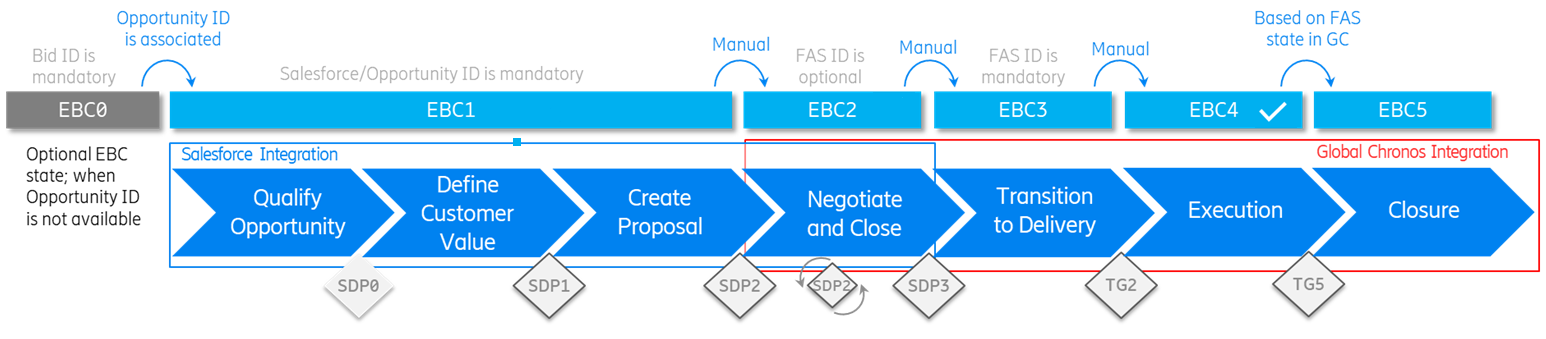 Opportunity ID
is associated
Based on FAS
state in GC
Bid ID is
mandatory
Salesforce/Opportunity ID is mandatory
Manual
FAS ID is
optional
Manual
FAS ID is
mandatory
Manual
EBC0
EBC1
EBC2
EBC3
EBC4
EBC5
Optional EBC
state; when
Opportunity ID
is not available
Salesforce Integration
Global Chronos Integration
Qualify
Opportunity
Define
Customer
Value
Create
Proposal
Negotiate
and Close
Transition
to Delivery
Execution
Closure
SDP0
SDP1
SDP2
SDP2
SDP3
TG2
TG5